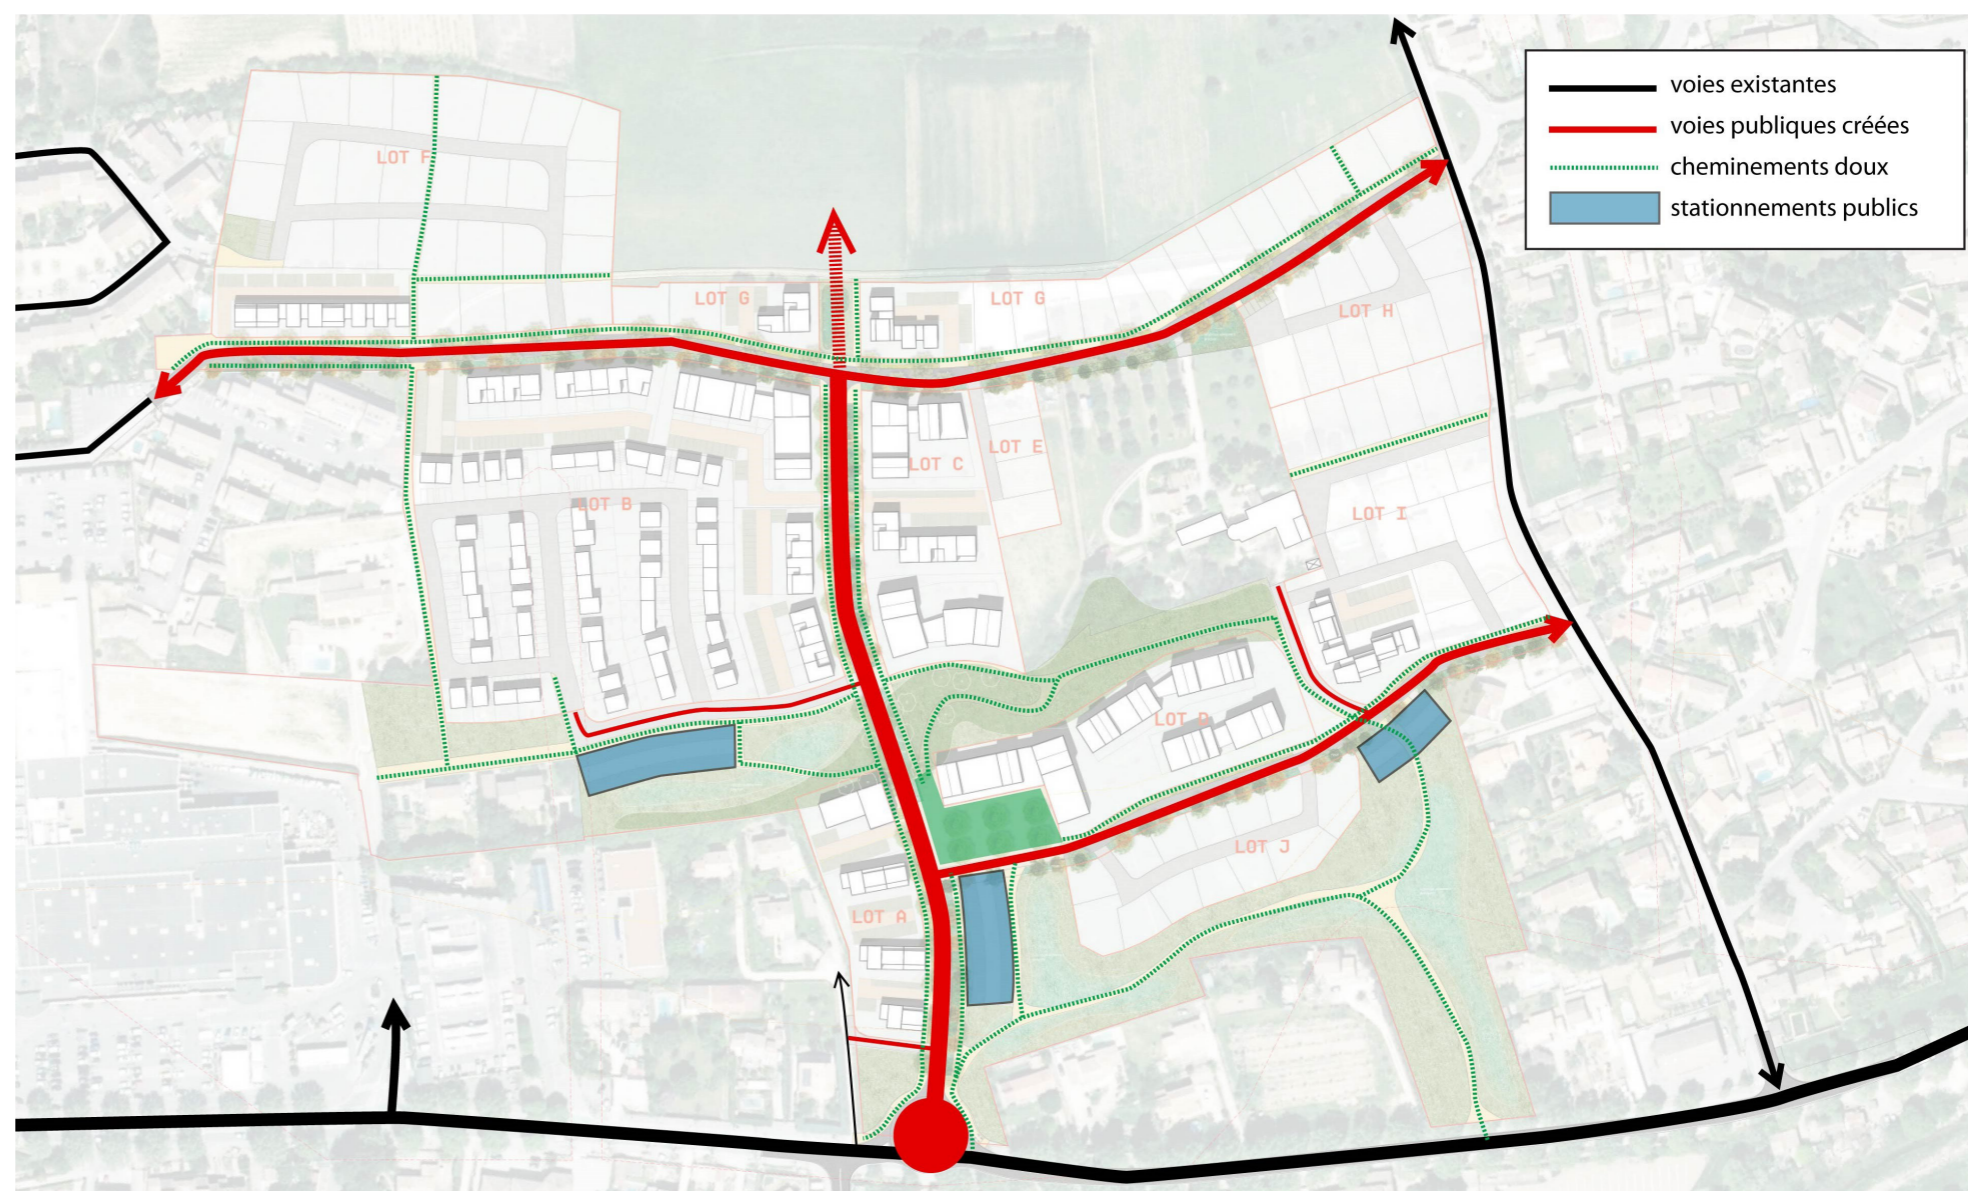 voies existantes
voies publiques créées
cheminements doux
stationnements publics
LOT F
LOT G
LOT G
LOT H
LOT E
LOT C
LOT B
LOT I
LOT D
LOT J
LOT A